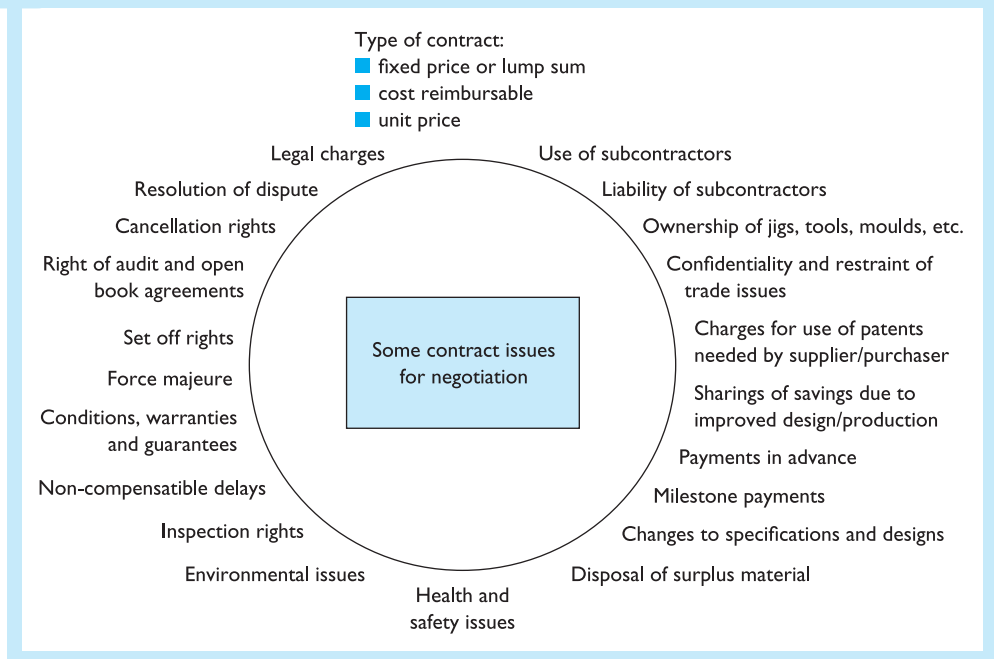 Type of contract:
fixed price or lump sum
cost reimbursable
unit price
Use of subcontractors
Liability of subcontractors
Ownership of jigs, tools, moulds, etc.
Confidentiality and restraint of
trade issues
Charges for use of patents
needed by supplier/purchaser
Sharings of savings due to
improved design/production
Payments in advance
Milestone payments
Changes to specifications and designs
Disposal of surplus material
Health and
safety issues
Environmental issues
Inspection rights
Non-compensatible delays
Conditions, warranties
and guarantees
Force majeure
Set off rights
Right of audit and open
book agreements
Cancellation rights
Resolution of dispute
Legal charges
Some contract issues
for negotiation